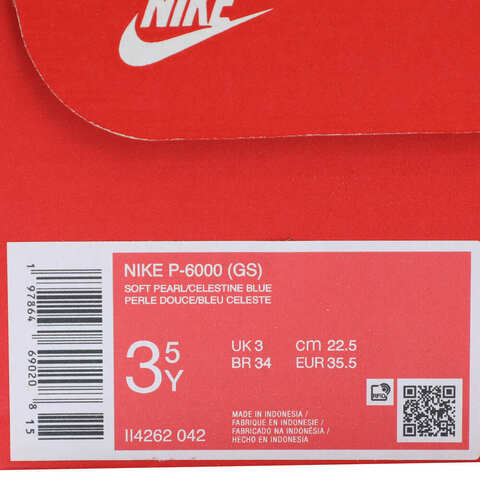 NIKE
NIKE P-6000 (GS)
SOFT PEARL/CELESTINE BLUE
PERLE DOUCE/BLEU CELESTE
3.5Y
UK 3 cm 22.5
BR 34 EUR 35.5
RFID
MADE IN INDONESIA /
FABRIQUÉ EN INDONESIE /
FABRICADO NA INDONÉSIA /
HECHO EN INDONESIA
II4262 042
1 97864 69020 8 15